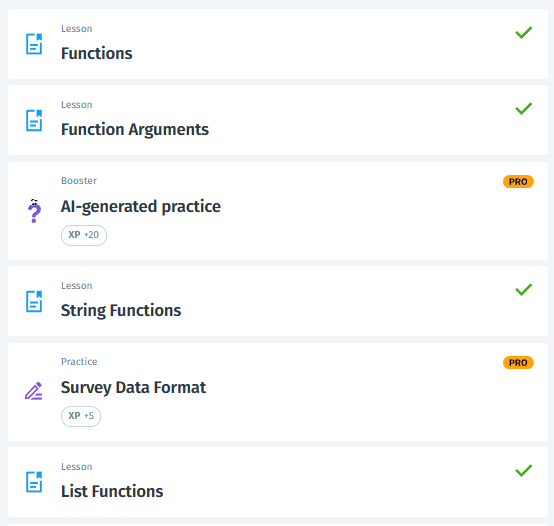 Lesson
Functions
Lesson
Function Arguments
Booster
PRO
?
AI-generated practice
XP +20
Lesson
String Functions
Practice
PRO
Survey Data Format
XP +5
Lesson
List Functions